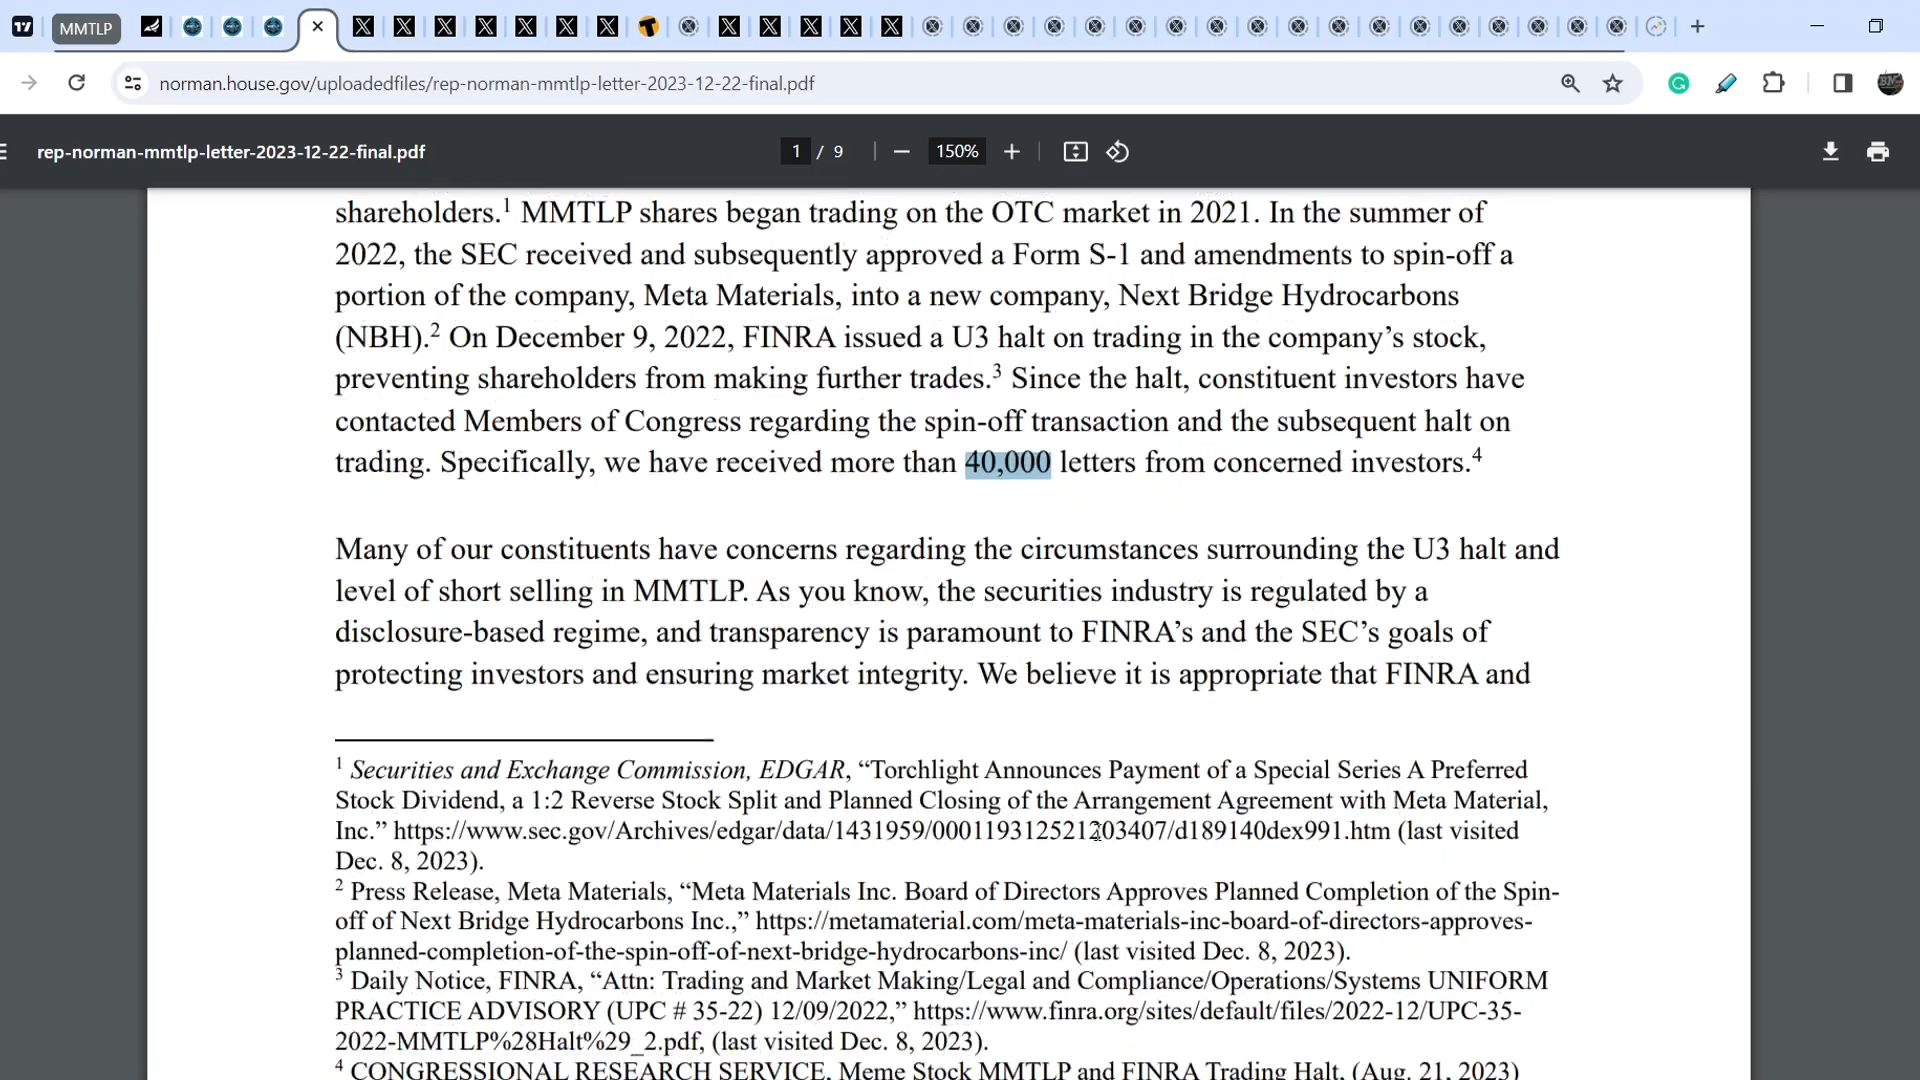 MMTLP
norman.house.gov/uploadedfiles/rep-norman-mmtlp-letter-2023-12-22-final.pdf
rep-norman-mmtlp-letter-2023-12-22-final.pdf
1 / 9
150%
shareholders.1 MMTLP shares began trading on the OTC market in 2021. In the summer of
2022, the SEC received and subsequently approved a Form S-1 and amendments to spin-off a
portion of the company, Meta Materials, into a new company, Next Bridge Hydrocarbons
(NBH).2 On December 9, 2022, FINRA issued a U3 halt on trading in the company’s stock,
preventing shareholders from making further trades.3 Since the halt, constituent investors have
contacted Members of Congress regarding the spin-off transaction and the subsequent halt on
trading. Specifically, we have received more than 40,000 letters from concerned investors.4
Many of our constituents have concerns regarding the circumstances surrounding the U3 halt and
level of short selling in MMTLP. As you know, the securities industry is regulated by a
disclosure-based regime, and transparency is paramount to FINRA’s and the SEC’s goals of
protecting investors and ensuring market integrity. We believe it is appropriate that FINRA and
1 Securities and Exchange Commission, EDGAR, “Torchlight Announces Payment of a Special Series A Preferred
Stock Dividend, a 1:2 Reverse Stock Split and Planned Closing of the Arrangement Agreement with Meta Material,
Inc.” https://www.sec.gov/Archives/edgar/data/1431959/000119312521203407/d189140dex991.htm (last visited
Dec. 8, 2023).
2 Press Release, Meta Materials, “Meta Materials Inc. Board of Directors Approves Planned Completion of the Spin-
off of Next Bridge Hydrocarbons Inc.,” https://metamaterial.com/meta-materials-inc-board-of-directors-approves-
planned-completion-of-the-spin-off-of-next-bridge-hydrocarbons-inc/ (last visited Dec. 8, 2023).
3 Daily Notice, FINRA, “Attn: Trading and Market Making/Legal and Compliance/Operations/Systems UNIFORM
PRACTICE ADVISORY (UPC # 35-22) 12/09/2022,” https://www.finra.org/sites/default/files/2022-12/UPC-35-
2022-MMTLP%28Halt%29_2.pdf, (last visited Dec. 8, 2023).
4 CONGRESSIONAL RESEARCH SERVICE, Meme Stock MMTLP and FINRA Trading Halt, (Aug. 21, 2023)